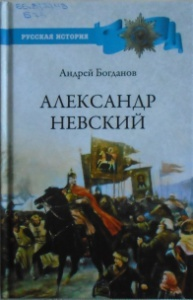 РУССКАЯ ИСТОРИЯ
Андрей Богданов
АЛЕКСАНДР
НЕВСКИЙ